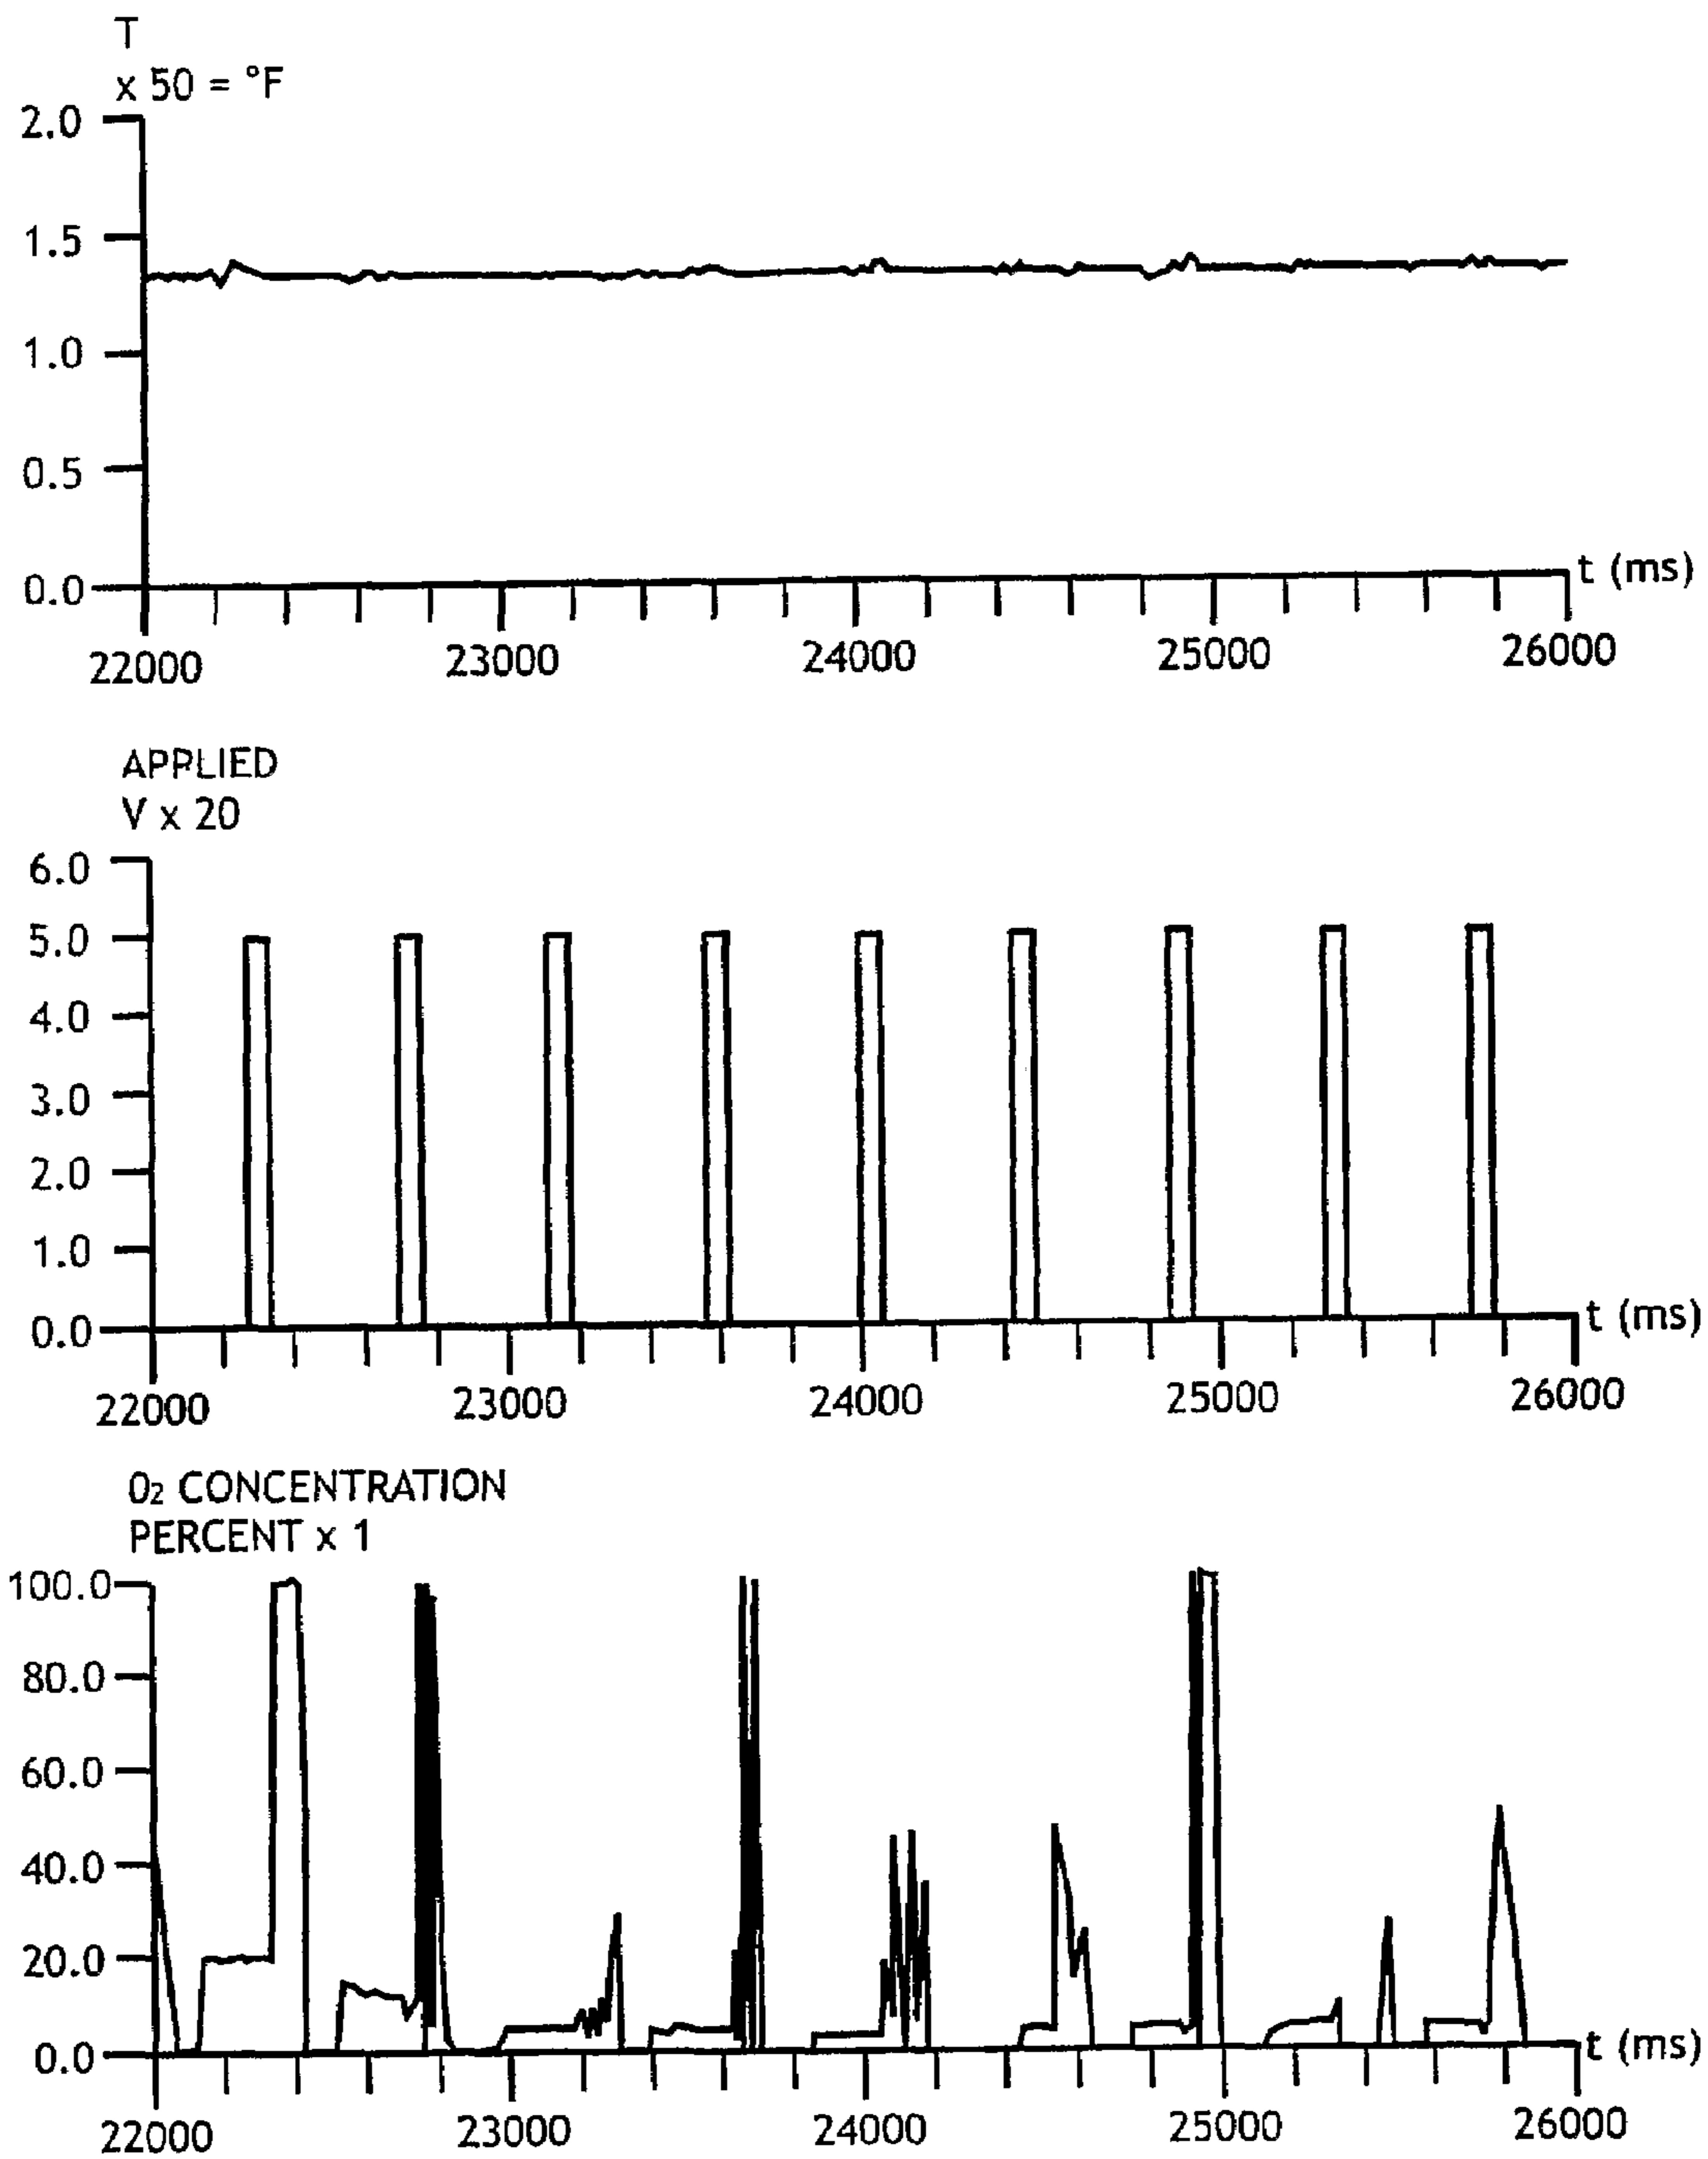 T
x 50 = °F
2.0
1.5
1.0
0.5
0.0
t (ms)
22000 23000 24000 25000 26000
APPLIED
V x 20
6.0
5.0
4.0
3.0
2.0
1.0
0.0
t (ms)
22000 23000 24000 25000 26000
O₂ CONCENTRATION
PERCENT x 1
100.0
80.0
60.0
40.0
20.0
0.0
t (ms)
22000 23000 24000 25000 26000